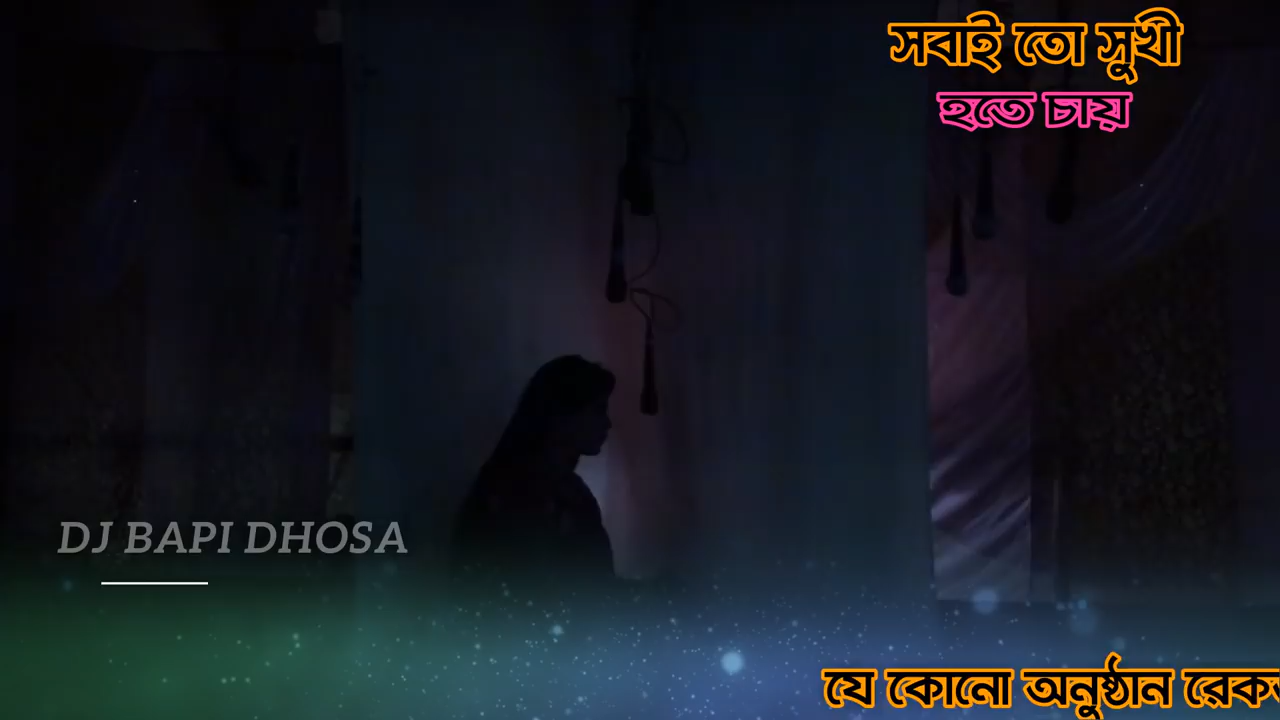 সবাই তো সুখী
হতে চায়
DJ BAPI DHOSA
যে কোনো অনুষ্ঠান